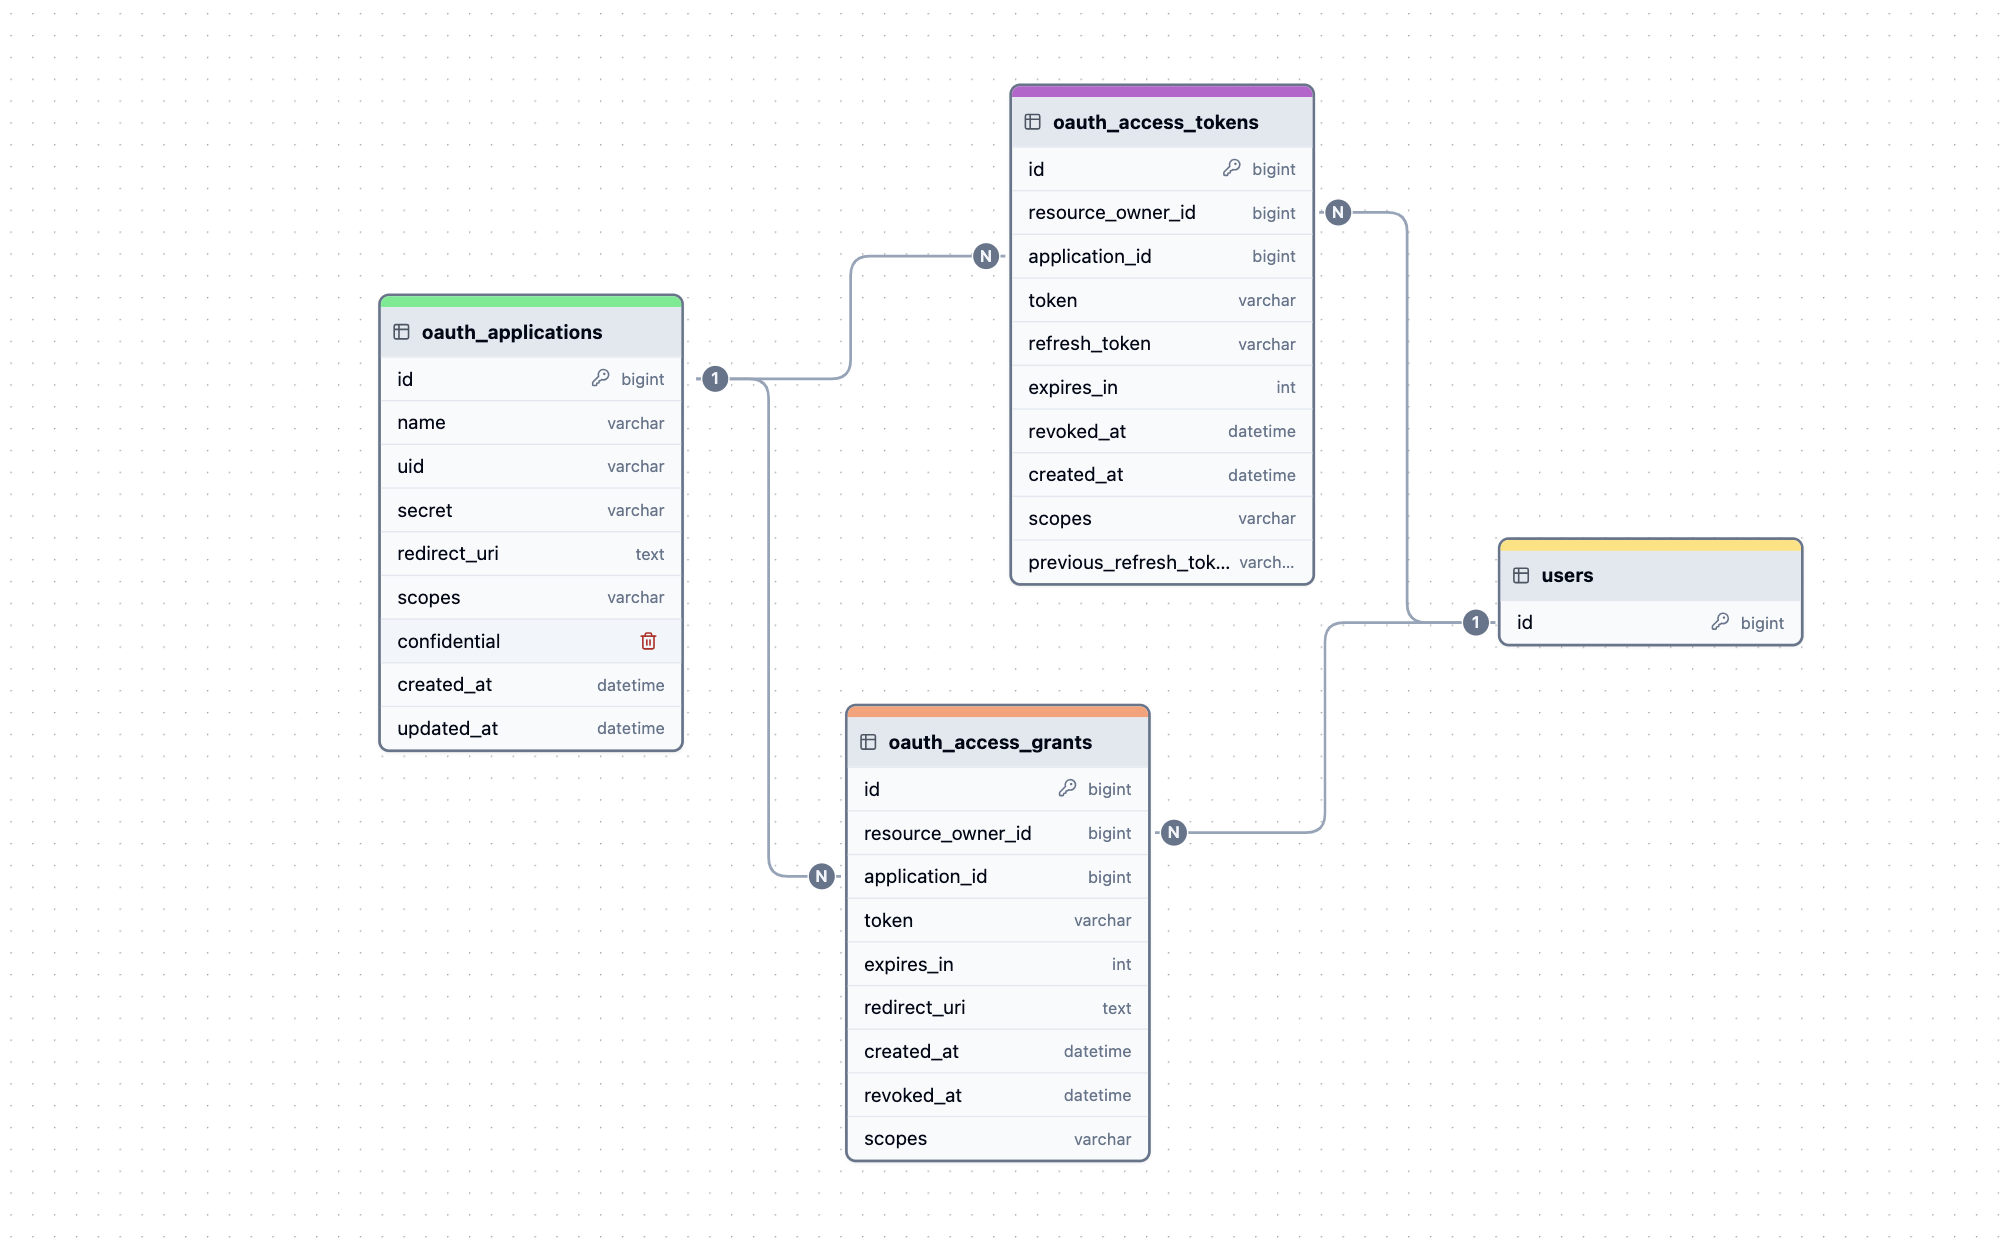 oauth_access_tokens
id bigint
resource_owner_id bigint
application_id bigint
token varchar
refresh_token varchar
expires_in int
revoked_at datetime
created_at datetime
scopes varchar
previous_refresh_tok... varch...
N
N
oauth_applications
id bigint
name varchar
uid varchar
secret varchar
redirect_uri text
scopes varchar
confidential
created_at datetime
updated_at datetime
1
users
id bigint
1
oauth_access_grants
id bigint
resource_owner_id bigint
application_id bigint
token varchar
expires_in int
redirect_uri text
created_at datetime
revoked_at datetime
scopes varchar
N
N